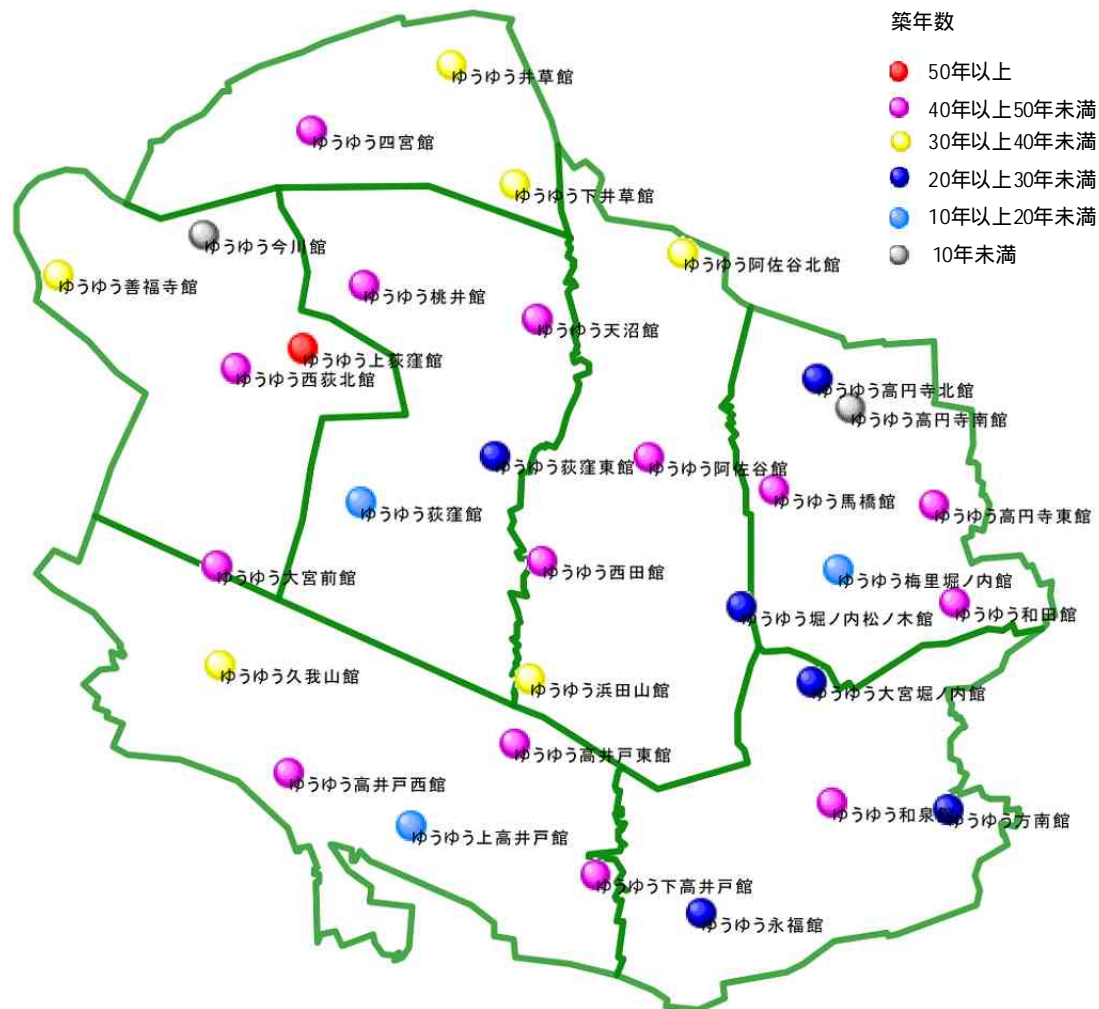 築年数
50年以上
40年以上50年未満
30年以上40年未満
20年以上30年未満
10年以上20年未満
10年未満
ゆうゆう井草館
ゆうゆう四宮館
ゆうゆう下井草館
ゆうゆう今川館
ゆうゆう阿佐谷北館
ゆうゆう善福寺館
ゆうゆう桃井館
ゆうゆう天沼館
ゆうゆう上荻窪館
ゆうゆう西荻北館
ゆうゆう高円寺北館
ゆうゆう高円寺南館
ゆうゆう荻窪東館
ゆうゆう阿佐谷館
ゆうゆう馬橋館
ゆうゆう荻窪館
ゆうゆう高円寺東館
ゆうゆう大宮前館
ゆうゆう西田館
ゆうゆう梅里堀ノ内館
ゆうゆう和田館
ゆうゆう堀ノ内松ノ木館
ゆうゆう久我山館
ゆうゆう浜田山館
ゆうゆう大宮堀ノ内館
ゆうゆう高井戸東館
ゆうゆう高井戸西館
ゆうゆう和泉館
ゆうゆう方南館
ゆうゆう上高井戸館
ゆうゆう下高井戸館
ゆうゆう永福館